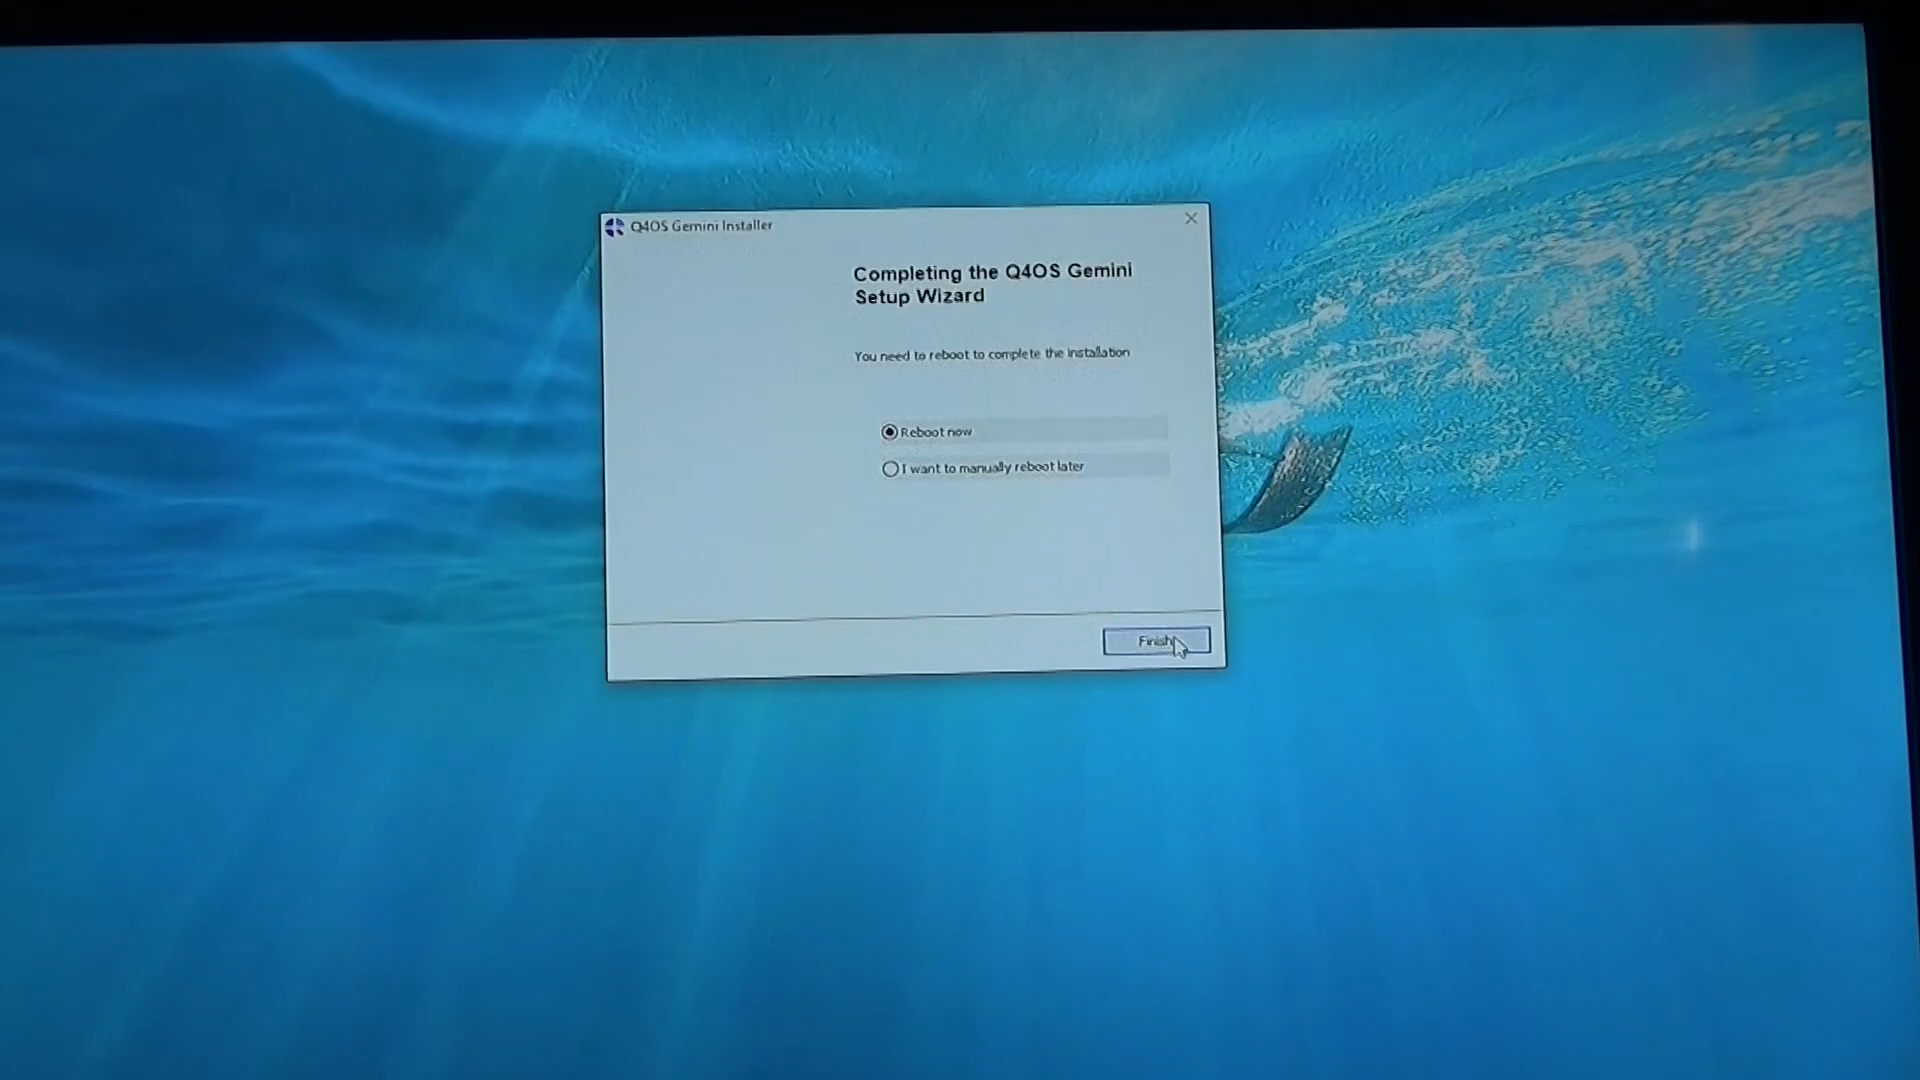 Q4OS Gemini Installer
Completing the Q4OS Gemini
Setup Wizard
You need to reboot to complete the installation
Reboot now
I want to manually reboot later
Finish